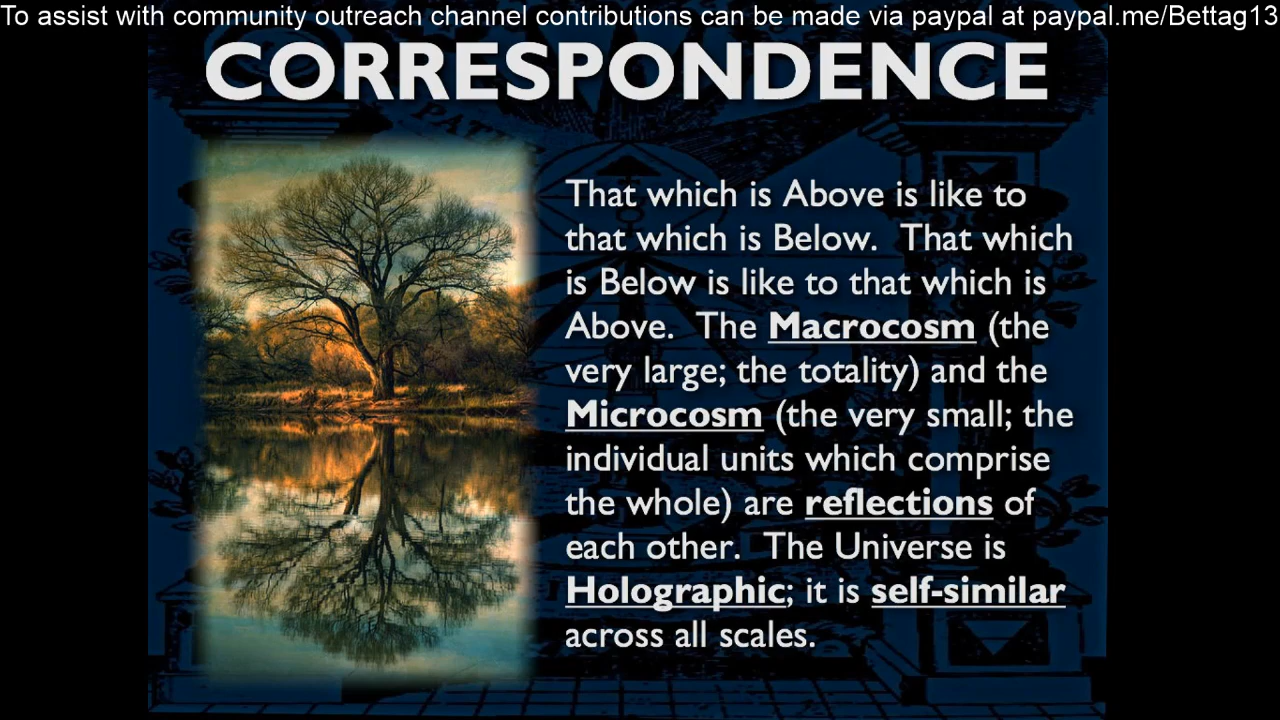 To assist with community outreach channel contributions can be made via paypal at paypal.me/Bettag13
CORRESPONDENCE
That which is Above is like to
that which is Below.  That which
is Below is like to that which is
Above.  The Macrocosm (the
very large; the totality) and the
Microcosm (the very small; the
individual units which comprise
the whole) are reflections of
each other.  The Universe is
Holographic; it is self-similar
across all scales.